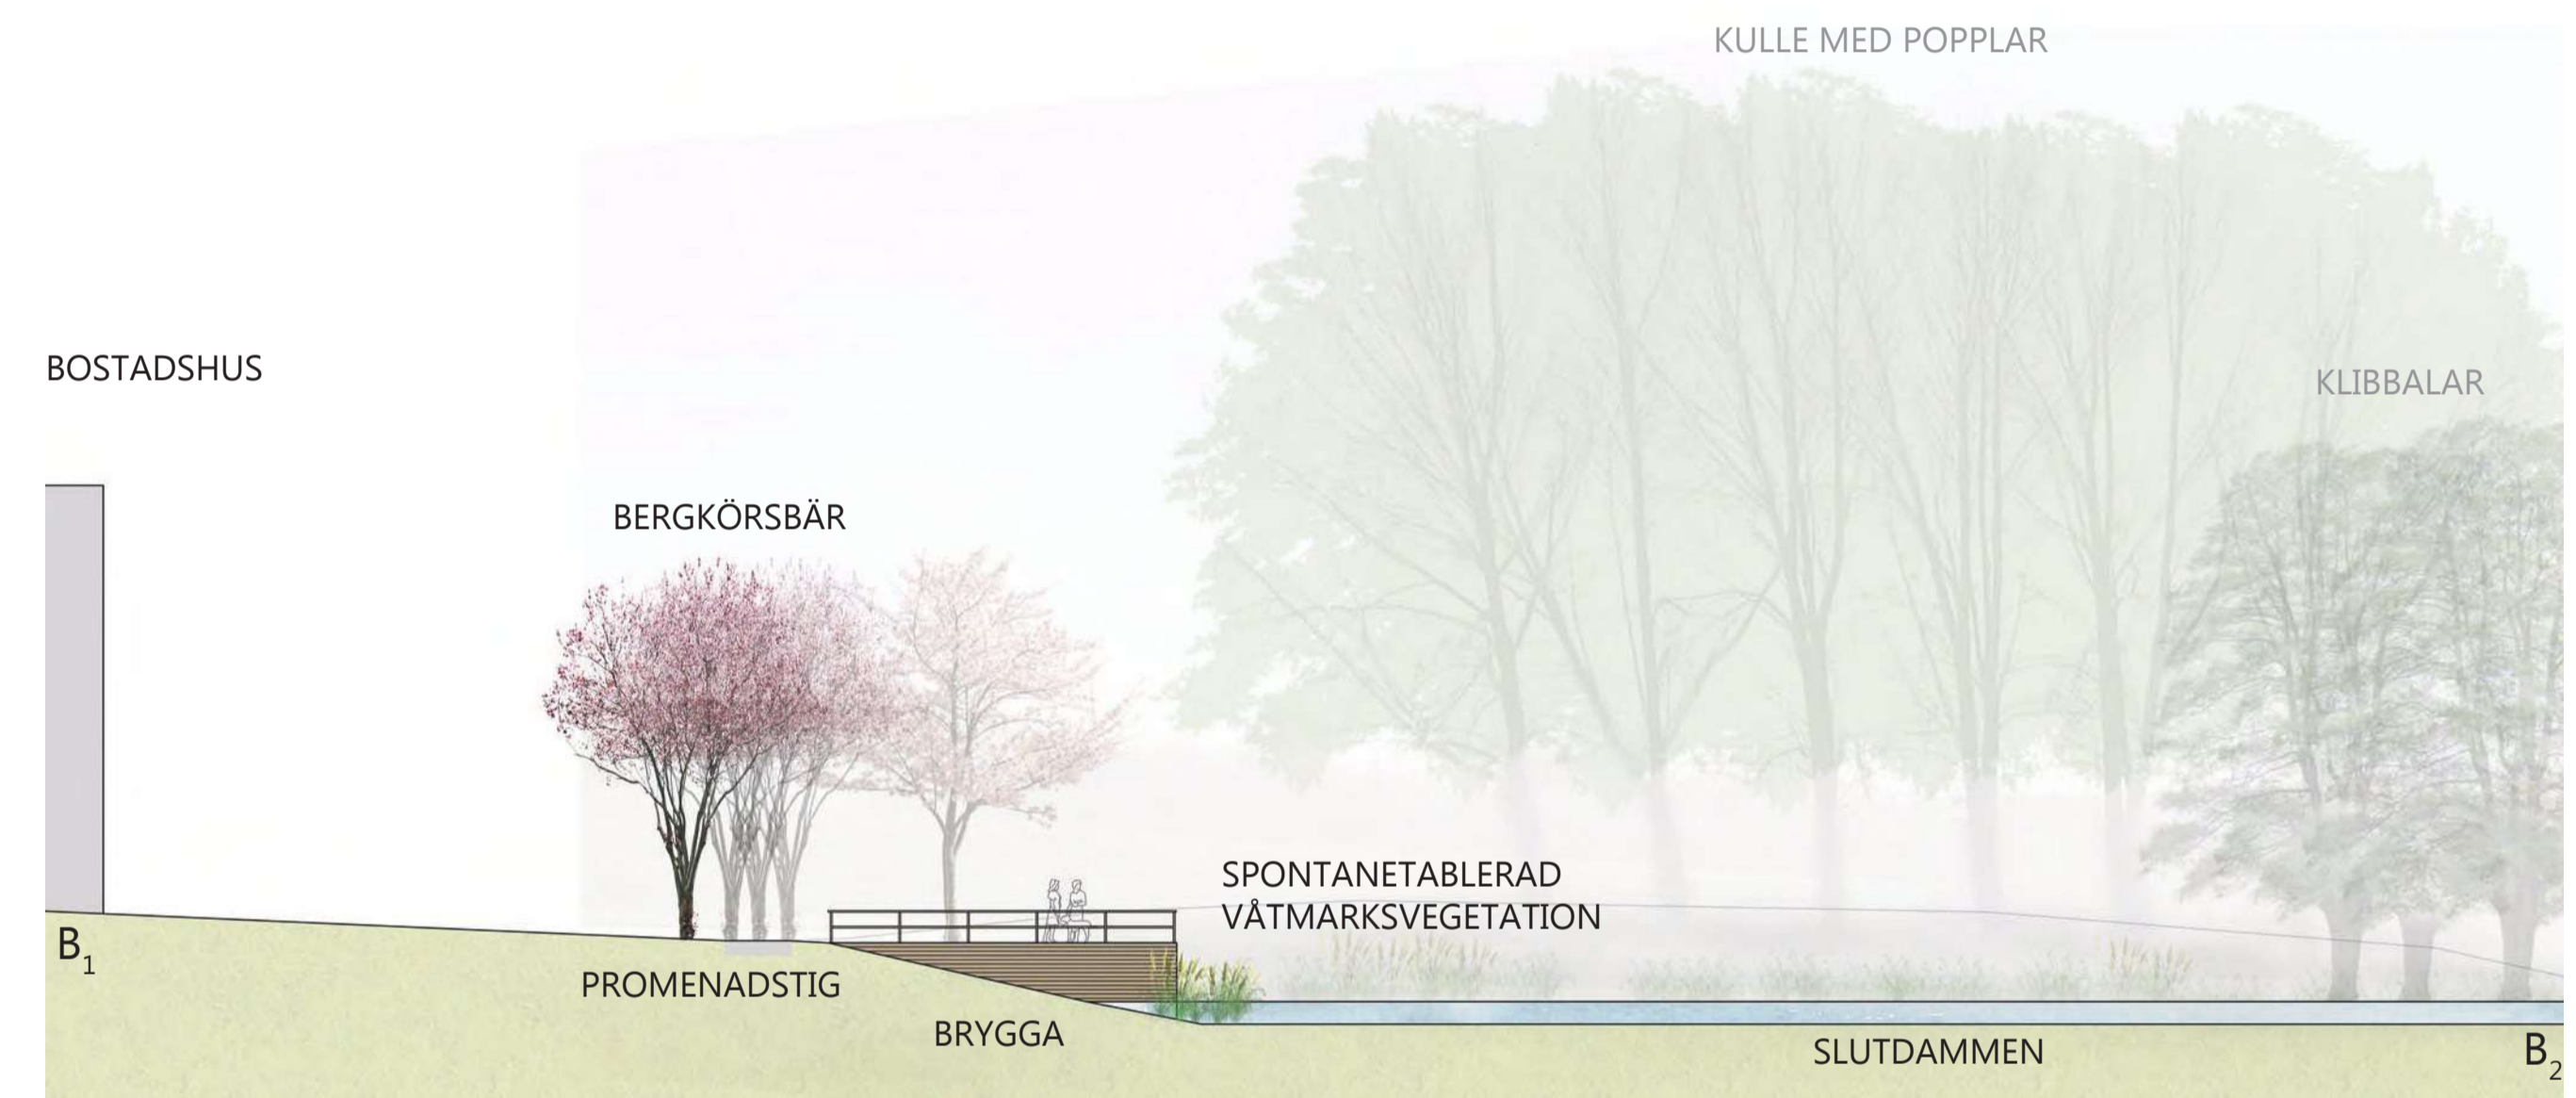 KULLE MED POPPLAR
BOSTADSHUS
KLIBBALAR
BERGKÖRSBÄR
SPONTANETABLERAD
VÅTMARKSVEGETATION
B1
PROMENADSTIG
BRYGGA
SLUTDAMMEN
B2